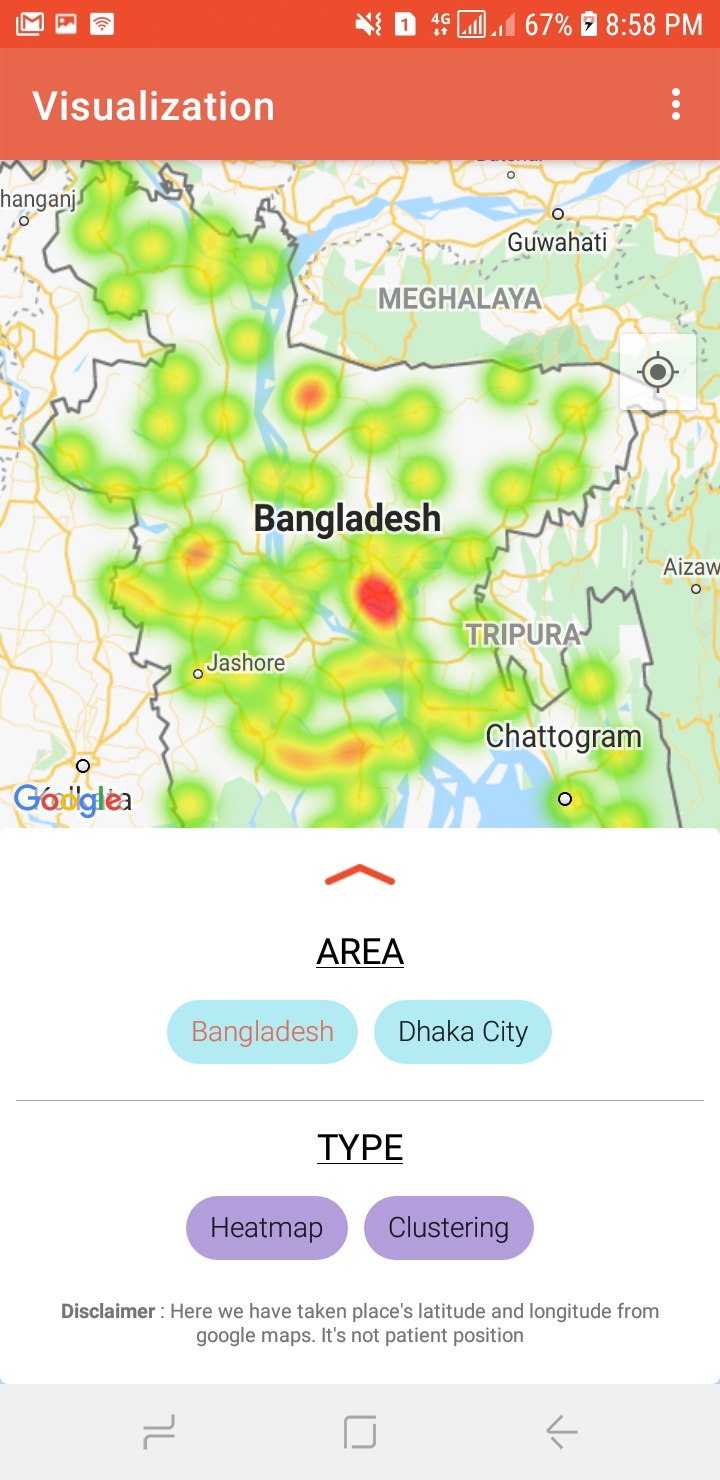 1 4G 67% 8:58 PM
Visualization
hanganj
Guwahati
MEGHALAYA
Bangladesh
Aizaw
TRIPURA
Jashore
Chattogram
Google
AREA
Bangladesh Dhaka City
TYPE
Heatmap Clustering
Disclaimer : Here we have taken place's latitude and longitude from
google maps. It's not patient position